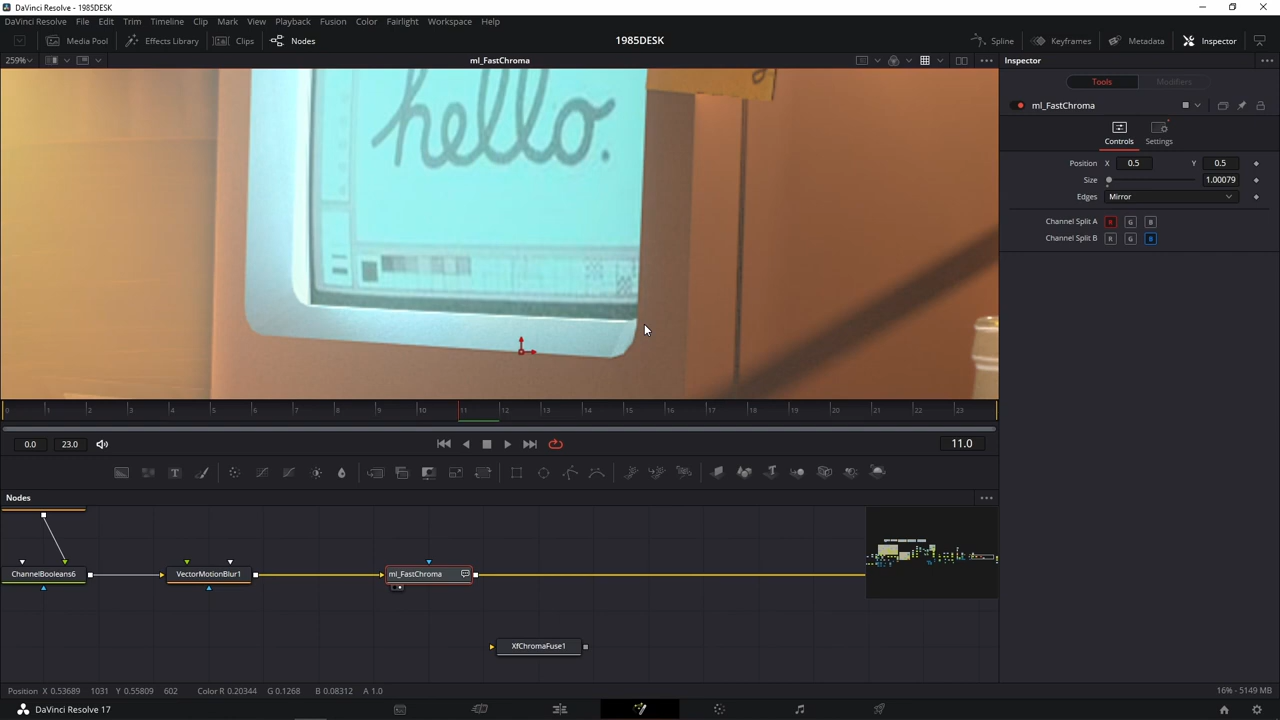 DaVinci Resolve - 1985DESK
DaVinci Resolve File Edit Trim Timeline Clip Mark View Playback Fusion Color Fairlight Workspace Help
Media Pool Effects Library Clips Nodes 1985DESK Spline Keyframes Metadata Inspector
259% ml_FastChroma Inspector
Tools Modifiers
ml_FastChroma
Controls Settings
Position X 0.5 Y 0.5
Size 1.00079
Edges Mirror
Channel Split A R G B
Channel Split B R G B
hello.
0 1 2 3 4 5 6 7 8 9 10 11 12 13 14 15 16 17 18 19 20 21 22 23
0.0 23.0 11.0
Nodes
ChannelBooleans6 VectorMotionBlur1 ml_FastChroma
XfChromaFuse1
Position X 0.53689 1031 Y 0.55809 602 Color R 0.20344 G 0.1268 B 0.08312 A 1.0 16% - 5149 MB
DaVinci Resolve 17